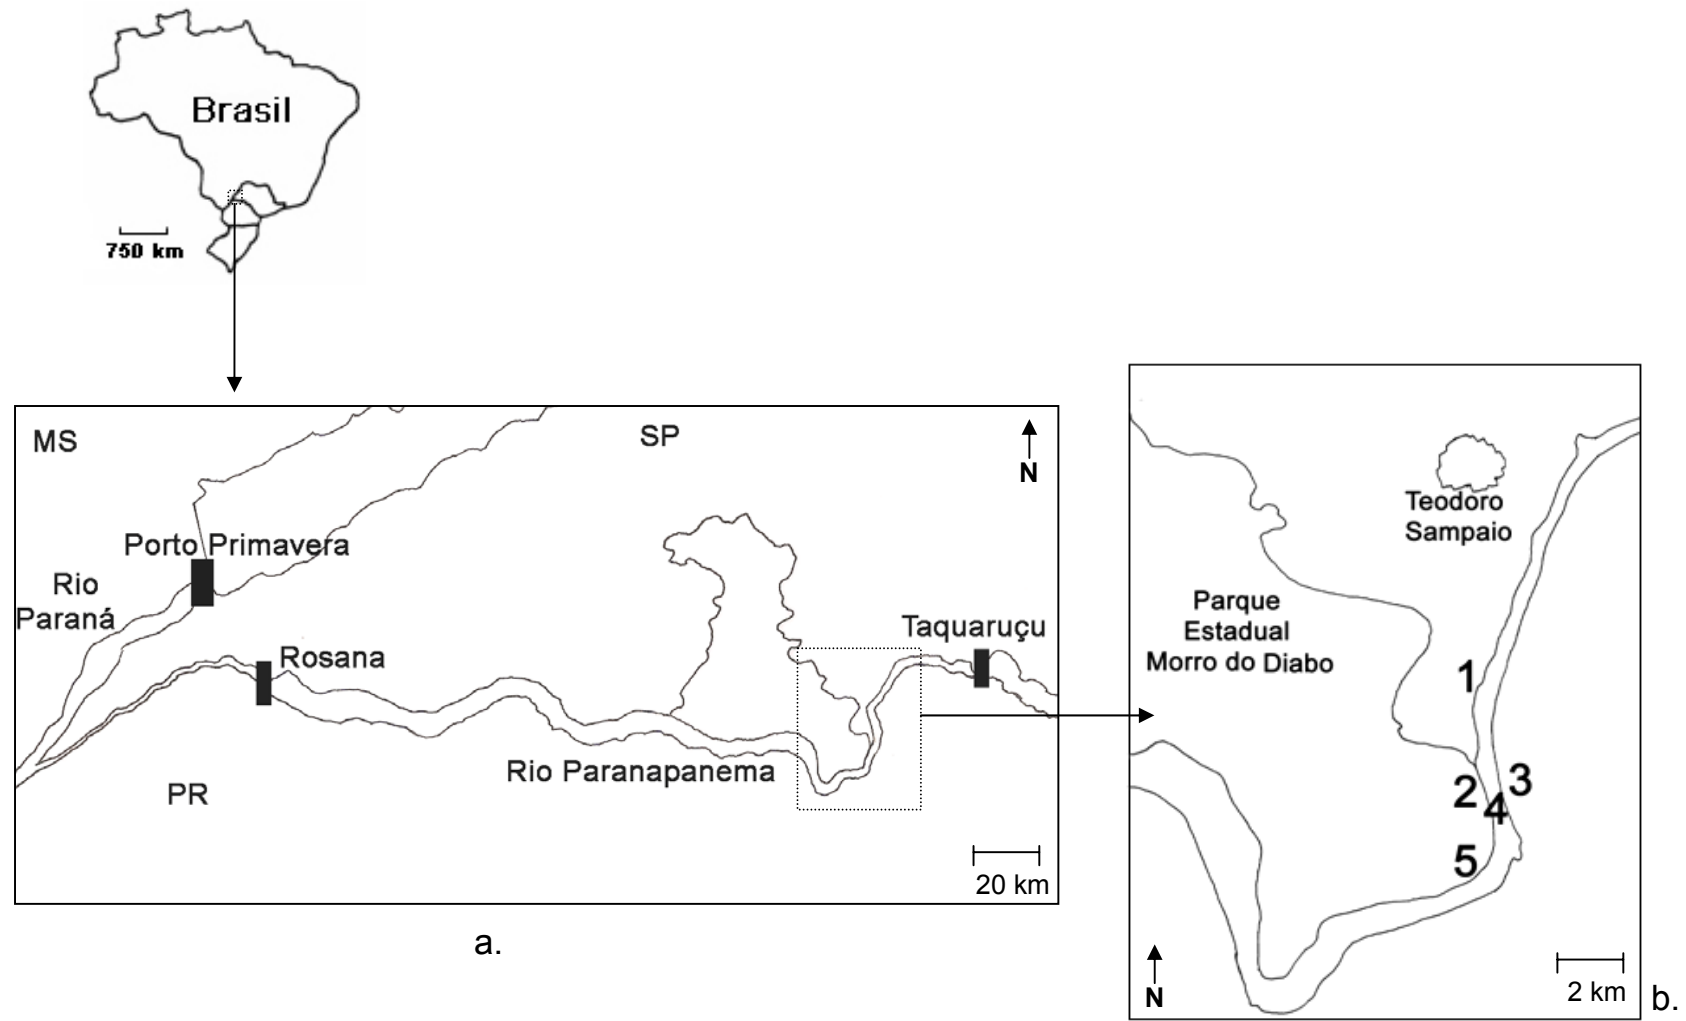 Brasil
750 km
MS
SP
N
Porto Primavera
Rio
Paraná
Rosana
Taquaruçu
Rio Paranapanema
PR
20 km
a.
Teodoro
Sampaio
Parque
Estadual
Morro do Diabo
1
2
3
4
5
N
2 km
b.